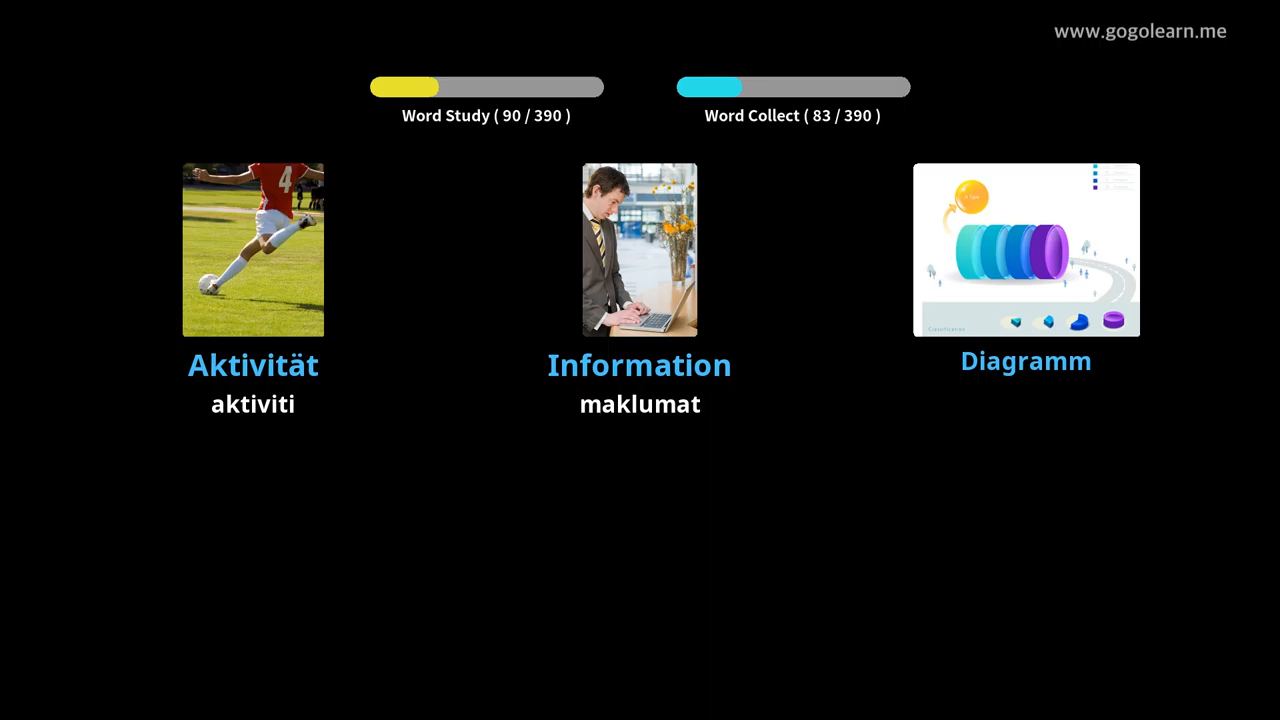 www.gogolearn.me
Word Study ( 90 / 390 )
Word Collect ( 83 / 390 )
4
Aktivität
aktiviti
Information
maklumat
Diagramm